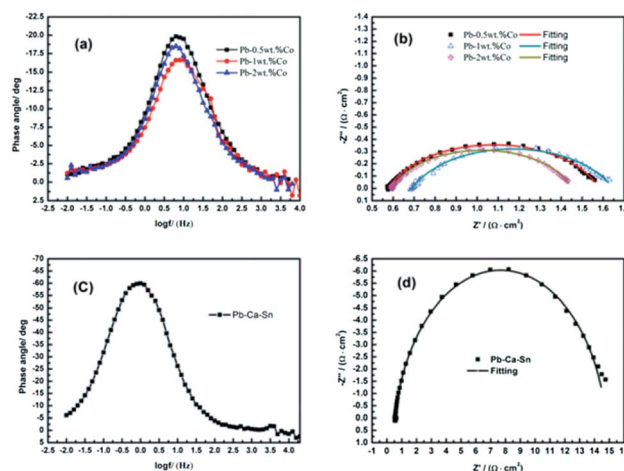 (a)
Pb-0.5wt.%Co
Pb-1wt.%Co
Pb-2wt.%Co
Phase angle/ deg
-22.5
-20.0
-17.5
-15.0
-12.5
-10.0
-7.5
-5.0
-2.5
0.0
2.5
-2.5 -2.0 -1.5 -1.0 -0.5 0.0 0.5 1.0 1.5 2.0 2.5 3.0 3.5 4.0
logf/ (Hz)
(b)
Pb-0.5wt.%Co Fitting
Pb-1wt.%Co Fitting
Pb-2wt.%Co Fitting
-Z''/ (Ω · cm²)
-1.4
-1.3
-1.2
-1.1
-1.0
-0.9
-0.8
-0.7
-0.6
-0.5
-0.4
-0.3
-0.2
-0.1
0.0
0.1
0.5 0.6 0.7 0.8 0.9 1.0 1.1 1.2 1.3 1.4 1.5 1.6 1.7
Z'/ (Ω · cm²)
(C)
Pb-Ca-Sn
Phase angle/ deg
-70
-65
-60
-55
-50
-45
-40
-35
-30
-25
-20
-15
-10
-5
0
5
-2.5 -2.0 -1.5 -1.0 -0.5 0.0 0.5 1.0 1.5 2.0 2.5 3.0 3.5 4.0
logf/ (Hz)
(d)
Pb-Ca-Sn
Fitting
-Z''/ (Ω · cm²)
-6.0
-5.5
-5.0
-4.5
-4.0
-3.5
-3.0
-2.5
-2.0
-1.5
-1.0
-0.5
0.0
0.5
1.0
-1 0 1 2 3 4 5 6 7 8 9 10 11 12 13 14 15
Z'/ (Ω · cm²)